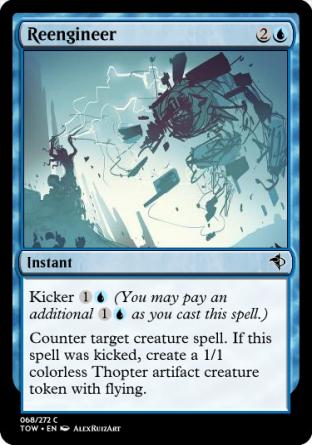 Reengineer 2
Instant
Kicker 1 (You may pay an
additional 1 as you cast this spell.)
Counter target creature spell. If this
spell was kicked, create a 1/1
colorless Thopter artifact creature
token with flying.
068/272 C
TOW • EN AlexRuizArt